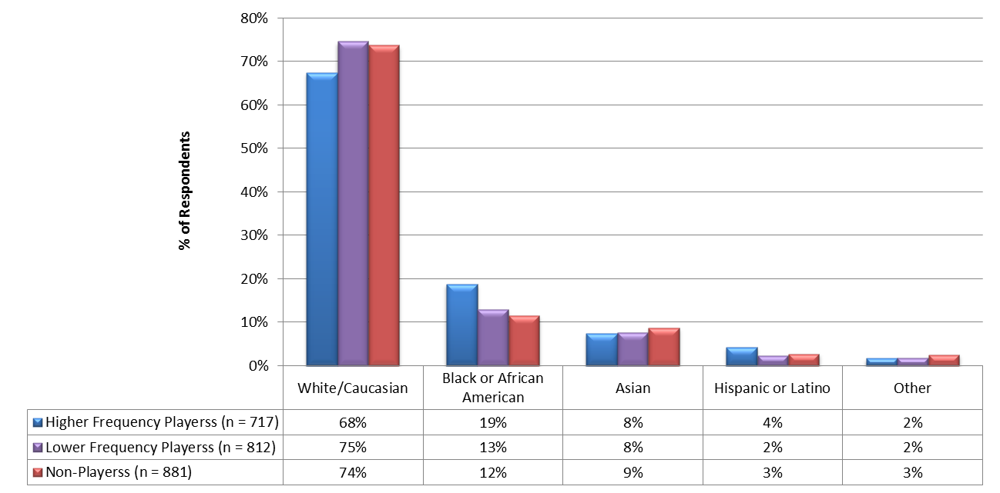 80%
70%
60%
50%
40%
30%
20%
10%
0%
% of Respondents
White/Caucasian
Black or African
American
Asian
Hispanic or Latino
Other
Higher Frequency Playerss (n = 717) 68% 19% 8% 4% 2%
Lower Frequency Playerss (n = 812) 75% 13% 8% 2% 2%
Non-Playerss (n = 881) 74% 12% 9% 3% 3%